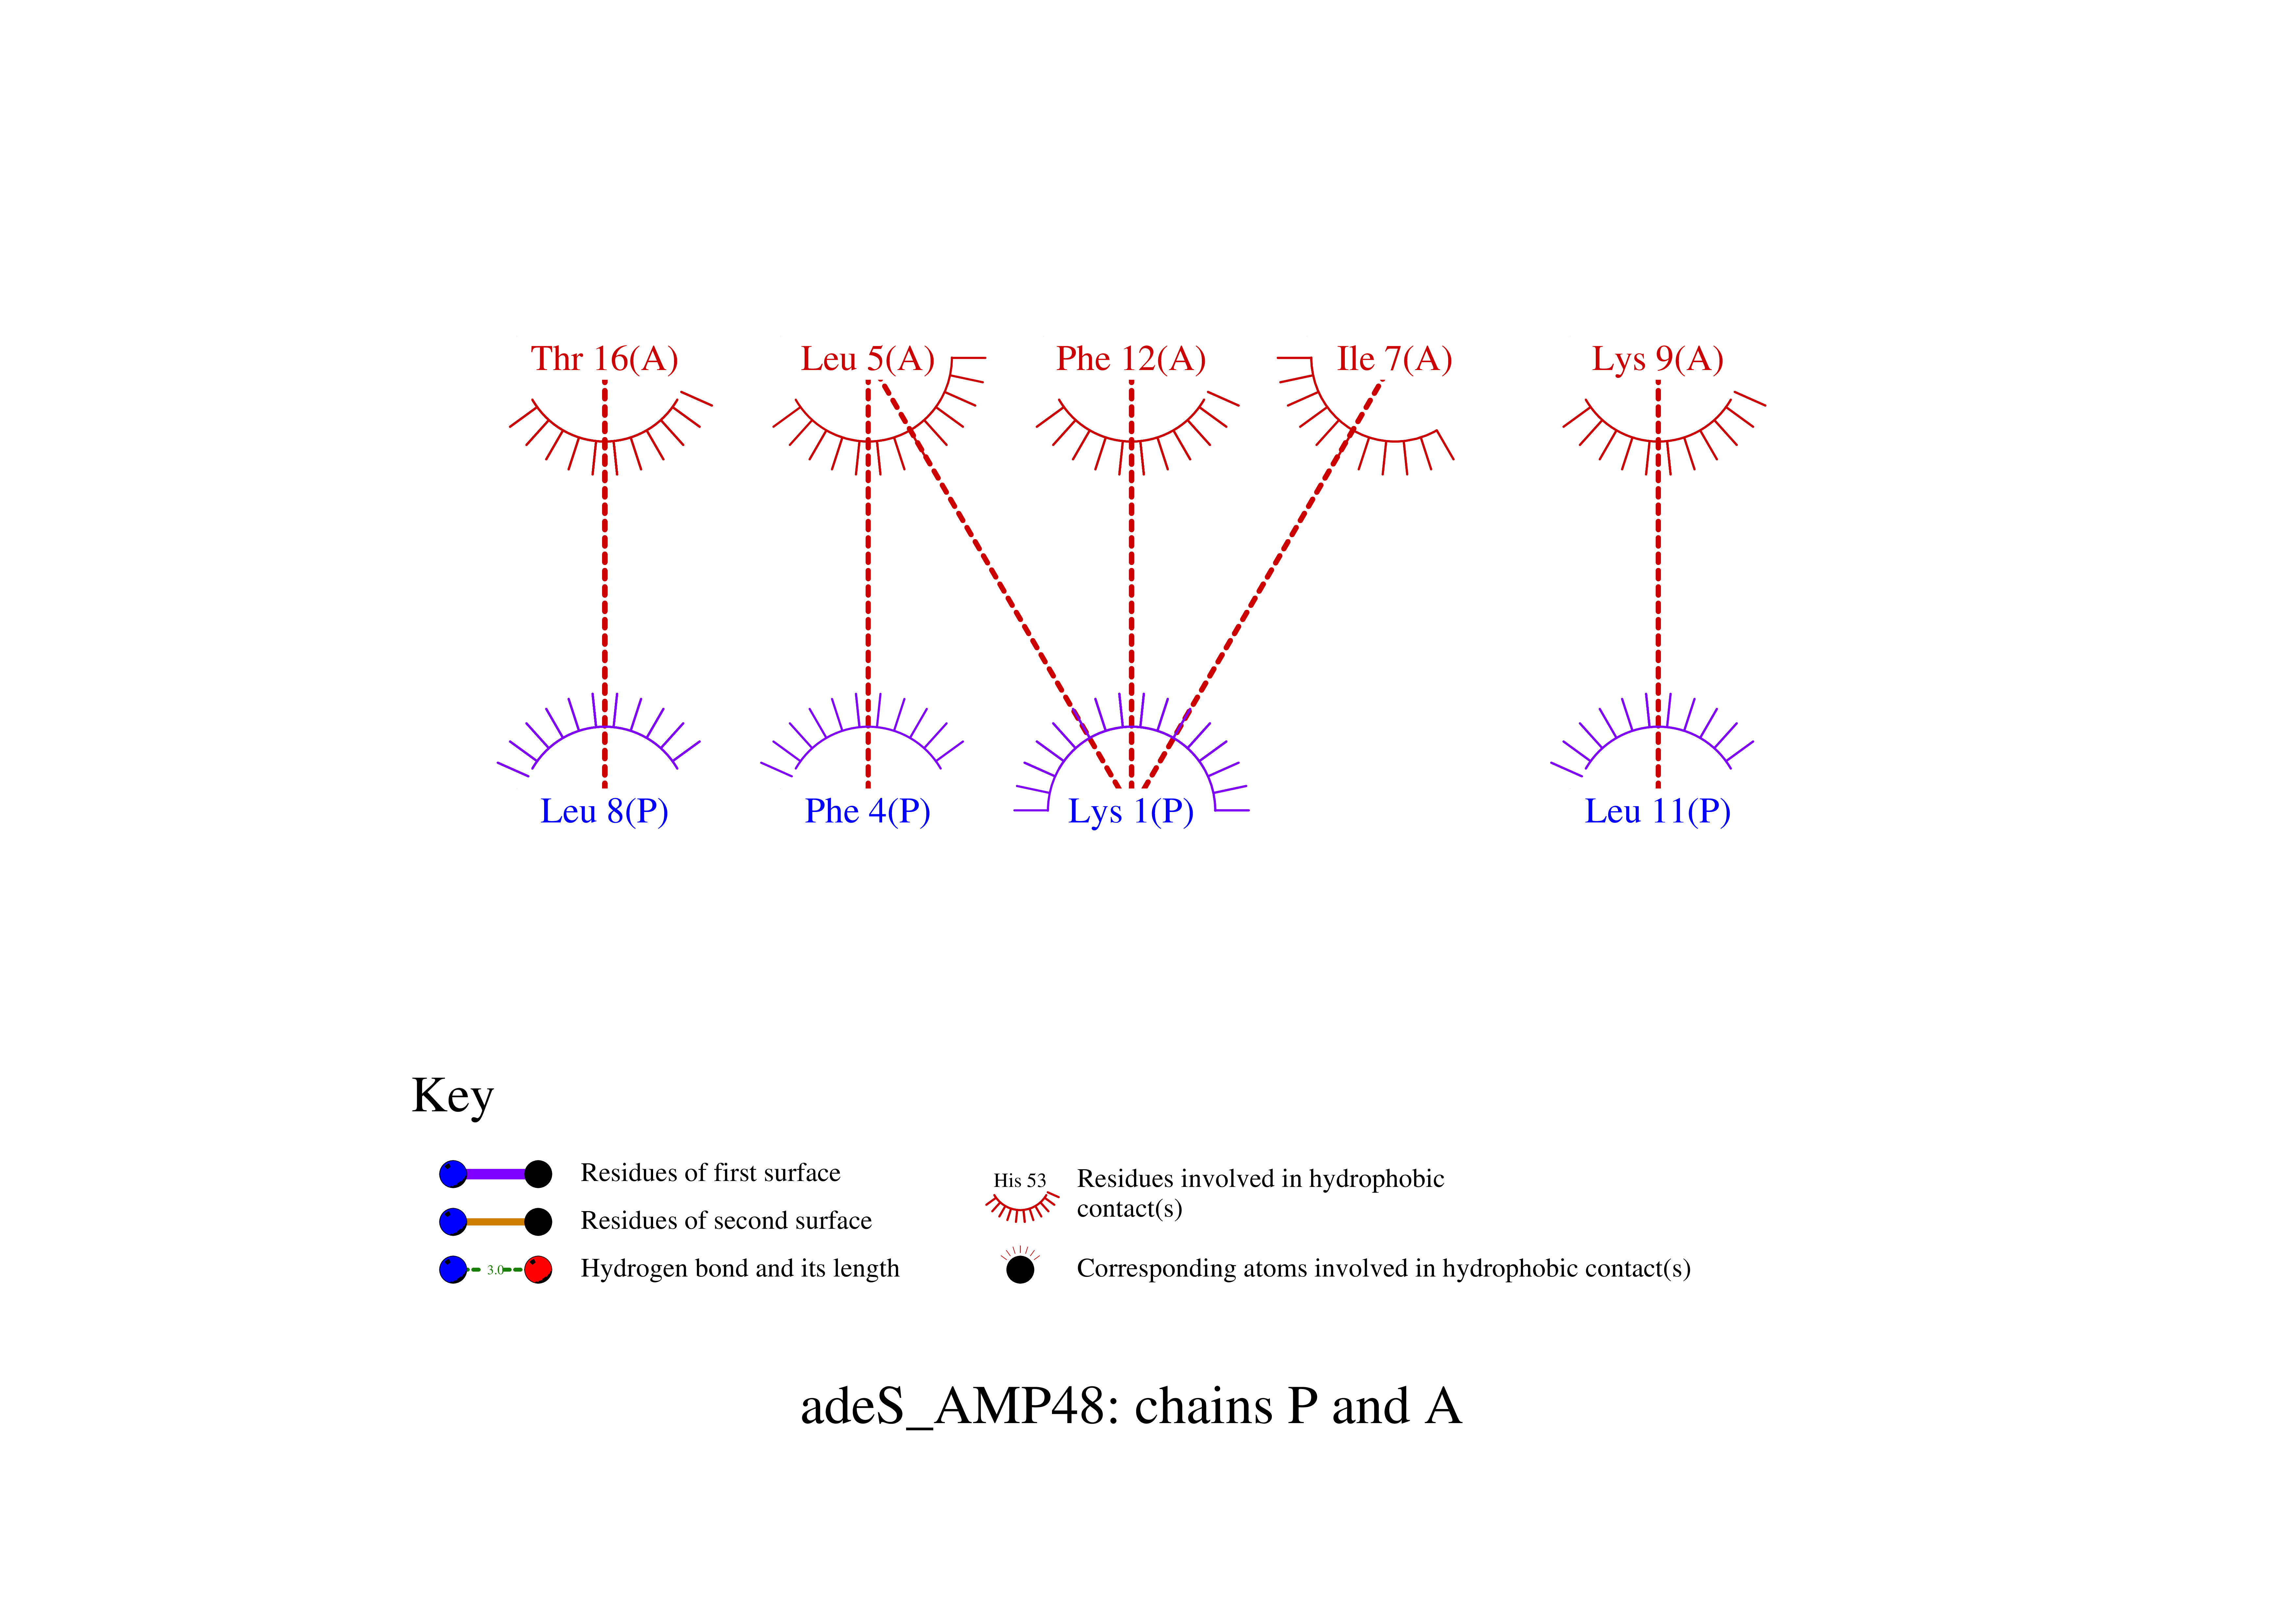 Thr 16(A) Leu 5(A) Phe 12(A) Ile 7(A) Lys 9(A)
Leu 8(P) Phe 4(P) Lys 1(P) Leu 11(P)
Key
Residues of first surface
Residues of second surface
3.0 Hydrogen bond and its length
His 53 Residues involved in hydrophobic
contact(s)
Corresponding atoms involved in hydrophobic contact(s)
adeS_AMP48: chains P and A